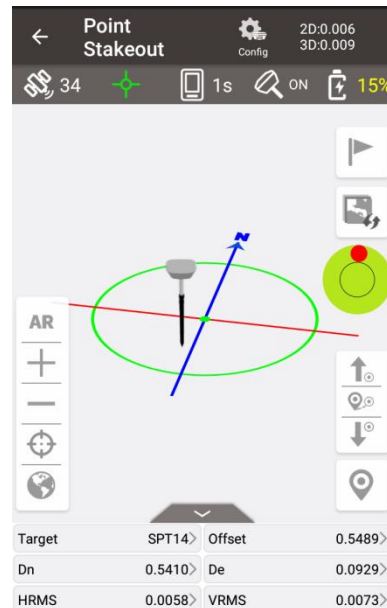 Point
Stakeout
Config
2D:0.006
3D:0.009
34
1s
ON
15%
N
AR
Target SPT14> Offset 0.5489>
Dn 0.5410> De 0.0929>
HRMS 0.0058> VRMS 0.0073>